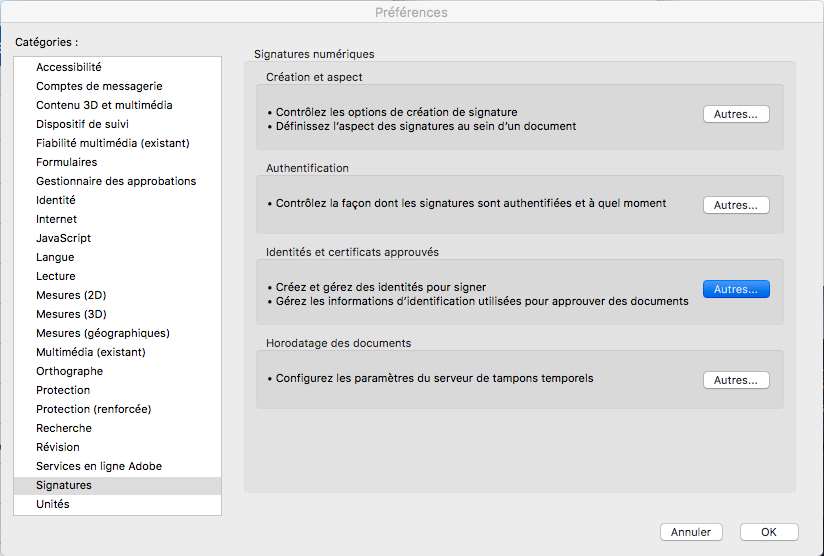 Préférences
Catégories :
Accessibilité
Comptes de messagerie
Contenu 3D et multimédia
Dispositif de suivi
Fiabilité multimédia (existant)
Formulaires
Gestionnaire des approbations
Identité
Internet
JavaScript
Langue
Lecture
Mesures (2D)
Mesures (3D)
Mesures (géographiques)
Multimédia (existant)
Orthographe
Protection
Protection (renforcée)
Recherche
Révision
Services en ligne Adobe
Signatures
Unités
Signatures numériques
Création et aspect
• Contrôlez les options de création de signature
• Définissez l’aspect des signatures au sein d’un document
Autres...
Authentification
• Contrôlez la façon dont les signatures sont authentifiées et à quel moment
Autres...
Identités et certificats approuvés
• Créez et gérez des identités pour signer
• Gérez les informations d’identification utilisées pour approuver des documents
Autres...
Horodatage des documents
• Configurez les paramètres du serveur de tampons temporels
Autres...
Annuler
OK